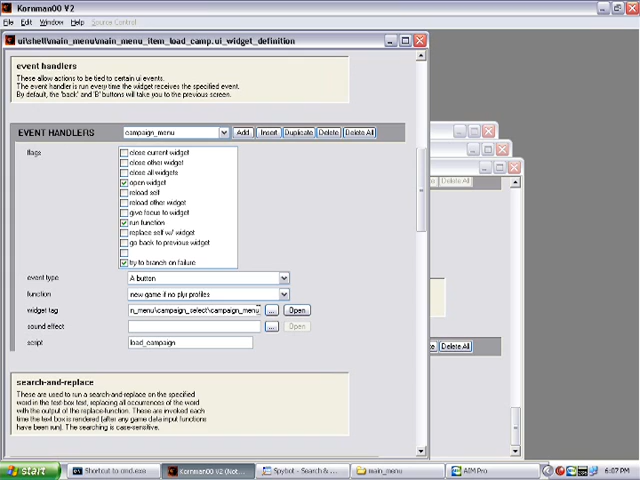 Kornman00 V2
File Edit Window Help Source Control
ui\shell\main_menu\main_menu_item_load_camp.ui_widget_definition
event handlers
These allow actions to be tied to certain ui events.
The event handler is run every time the widget receives the specified event.
By default, the 'back' and 'B' buttons will take you to the previous screen.
EVENT HANDLERS campaign_menu Add Insert Duplicate Delete Delete All
Delete All
flags
close current widget
close other widget
close all widgets
open widget
reload self
reload other widget
give focus to widget
run function
replace self w/ widget
go back to previous widget
try to branch on failure
event type A button
function new game if no plyr profiles
widget tag n_menu\campaign_select\campaign_menu ... Open
sound effect ... Open
script load_campaign
Delete All
search-and-replace
These are used to run a search-and-replace on the specified
word in the text box text, replacing all occurrences of the word
with the output of the replace-function. These are invoked each
time the text box is rendered (after any game data input functions
have been run). The searching is case-sensitive.
start Shortcut to cmd.exe Kornman00 V2 (Not... Spybot - Search & ... main_menu AIM Pro 6:07 PM